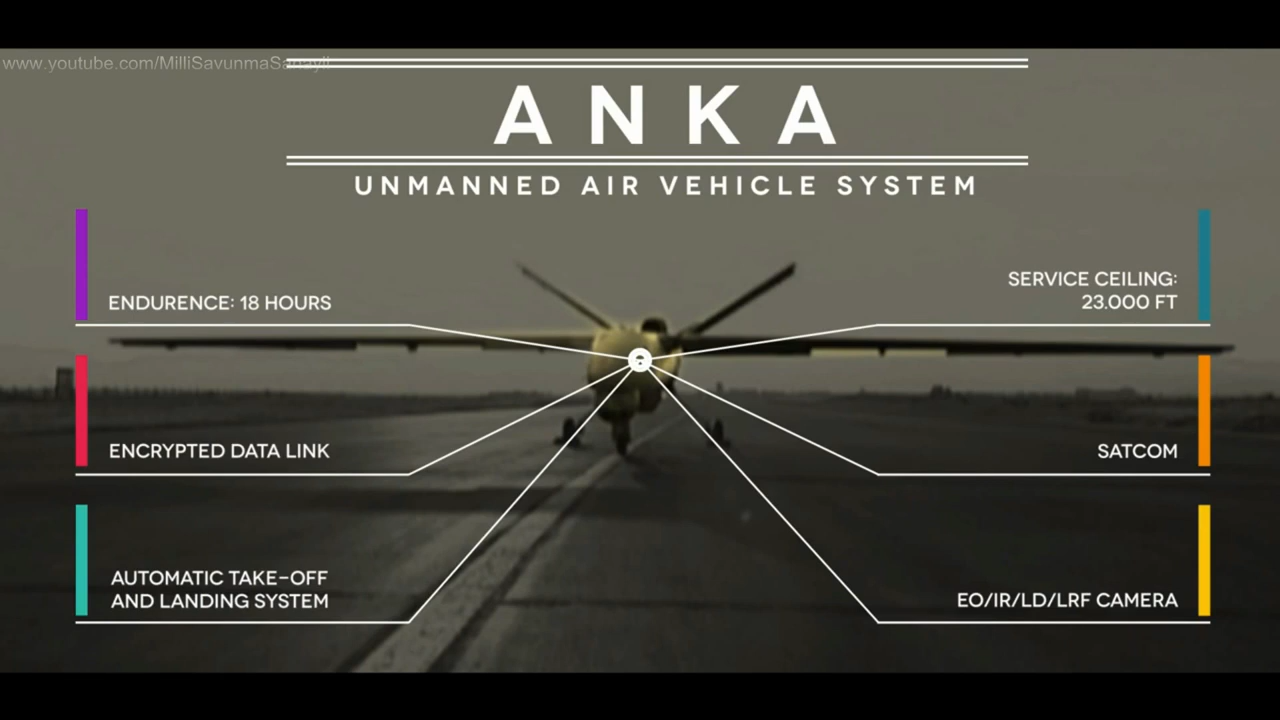 www.youtube.com/MilliSavunmaSanayii
ANKA
UNMANNED AIR VEHICLE SYSTEM
ENDURENCE: 18 HOURS
SERVICE CEILING:
23.000 FT
ENCRYPTED DATA LINK
SATCOM
AUTOMATIC TAKE-OFF
AND LANDING SYSTEM
EO/IR/LD/LRF CAMERA